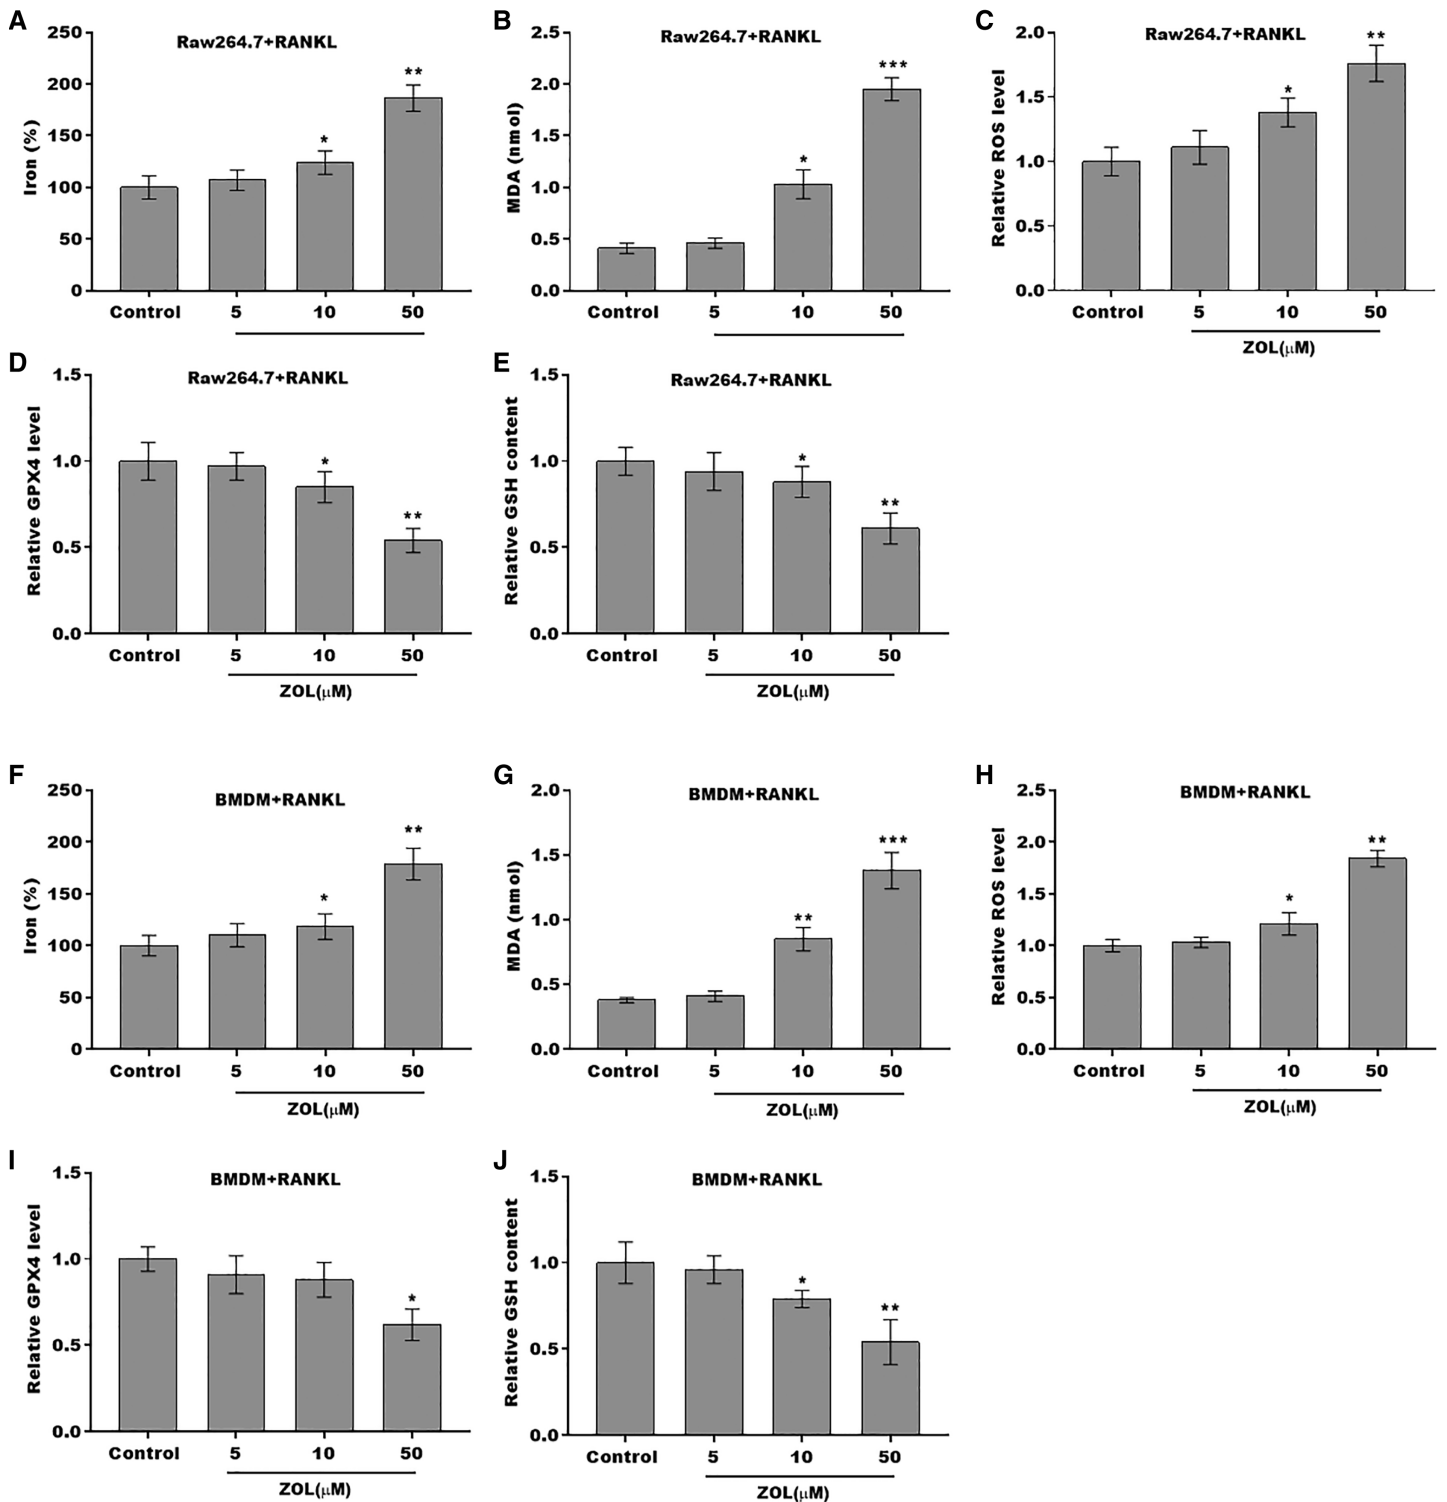 A
Raw264.7+RANKL
Iron (%)
250
200
150
100
50
0
*
**
Control 5 10 50
B
Raw264.7+RANKL
MDA (nmol)
2.5
2.0
1.5
1.0
0.5
0.0
*
***
Control 5 10 50
C
Raw264.7+RANKL
Relative ROS level
2.0
1.5
1.0
0.5
0.0
*
**
Control 5 10 50
ZOL(μM)
D
Raw264.7+RANKL
Relative GPX4 level
1.5
1.0
0.5
0.0
*
**
Control 5 10 50
ZOL(μM)
E
Raw264.7+RANKL
Relative GSH content
1.5
1.0
0.5
0.0
*
**
Control 5 10 50
ZOL(μM)
F
BMDM+RANKL
Iron (%)
250
200
150
100
50
0
*
**
Control 5 10 50
ZOL(μM)
G
BMDM+RANKL
MDA (nmol)
2.0
1.5
1.0
0.5
0.0
**
***
Control 5 10 50
ZOL(μM)
H
BMDM+RANKL
Relative ROS level
2.5
2.0
1.5
1.0
0.5
0.0
*
**
Control 5 10 50
ZOL(μM)
I
BMDM+RANKL
Relative GPX4 level
1.5
1.0
0.5
0.0
*
Control 5 10 50
ZOL(μM)
J
BMDM+RANKL
Relative GSH content
1.5
1.0
0.5
0.0
*
**
Control 5 10 50
ZOL(μM)